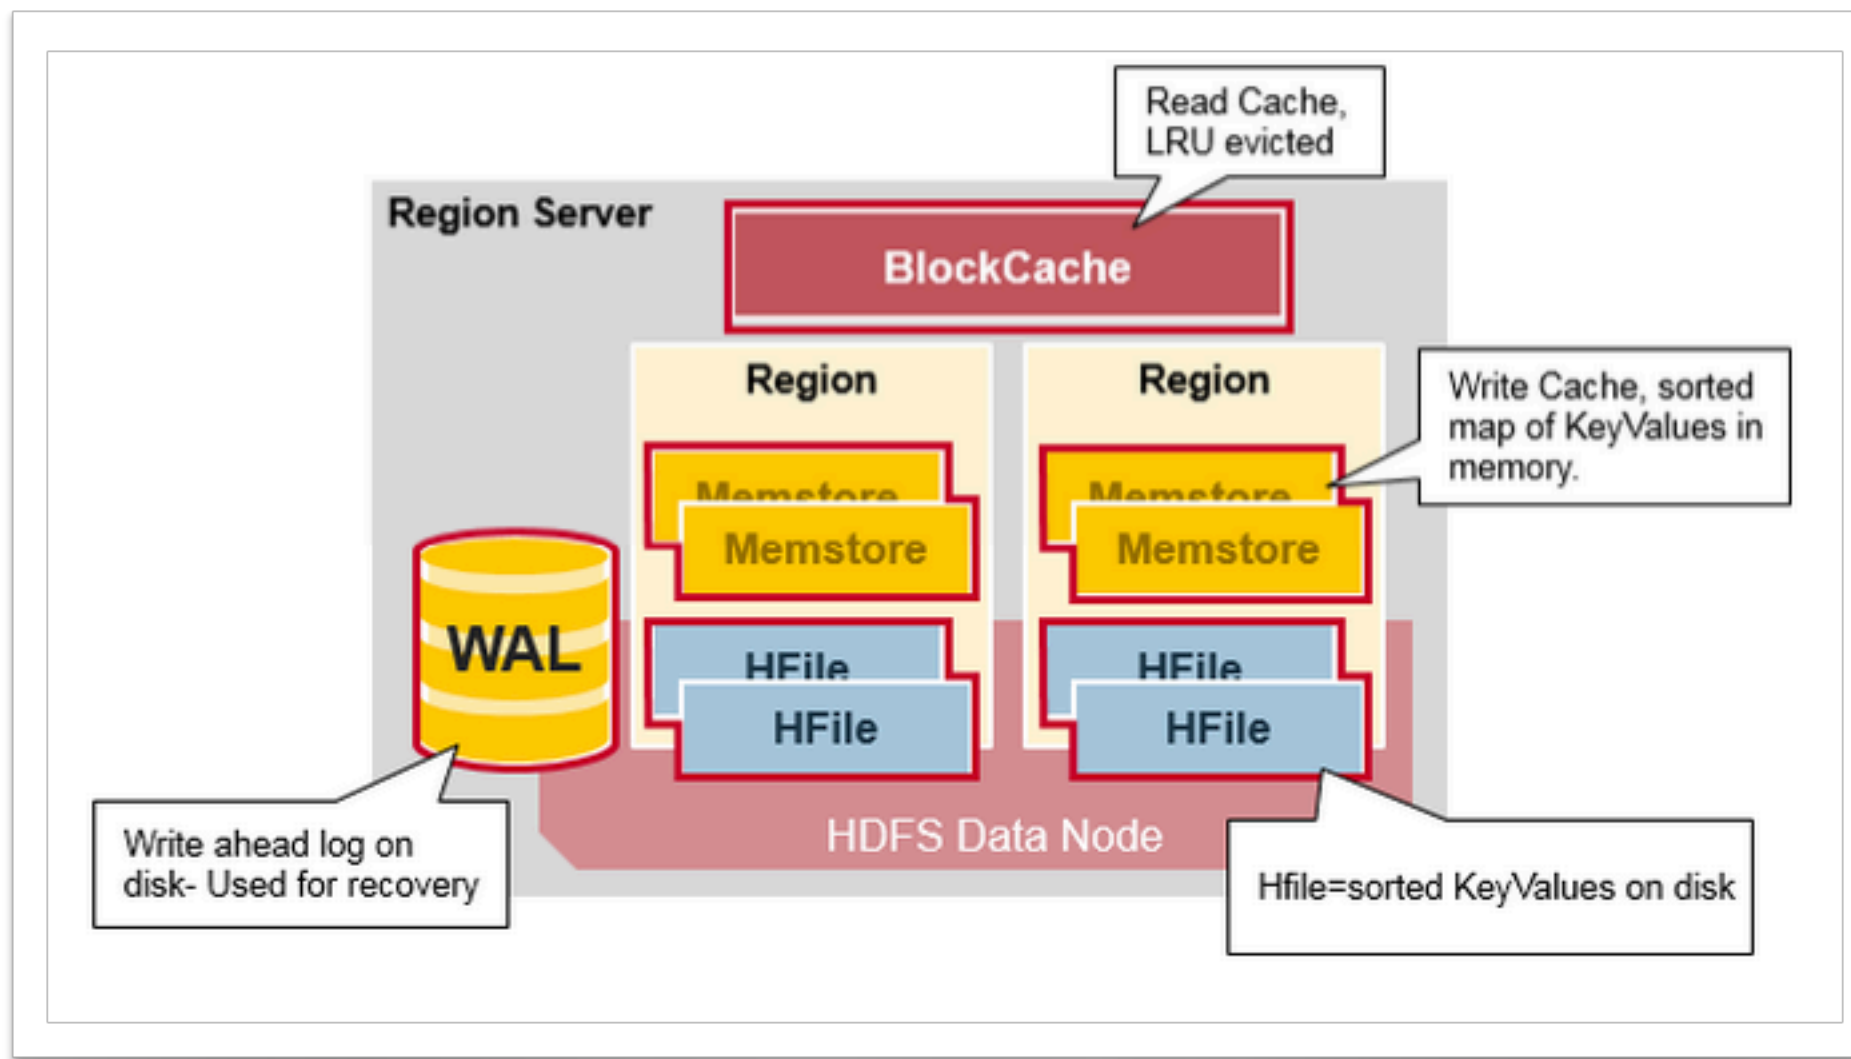 Read Cache,
LRU evicted
Region Server
BlockCache
Region
Region
Write Cache, sorted
map of KeyValues in
memory.
Memstore
Memstore
Memstore
Memstore
WAL
HFile
HFile
HFile
HFile
HDFS Data Node
Write ahead log on
disk- Used for recovery
Hfile=sorted KeyValues on disk